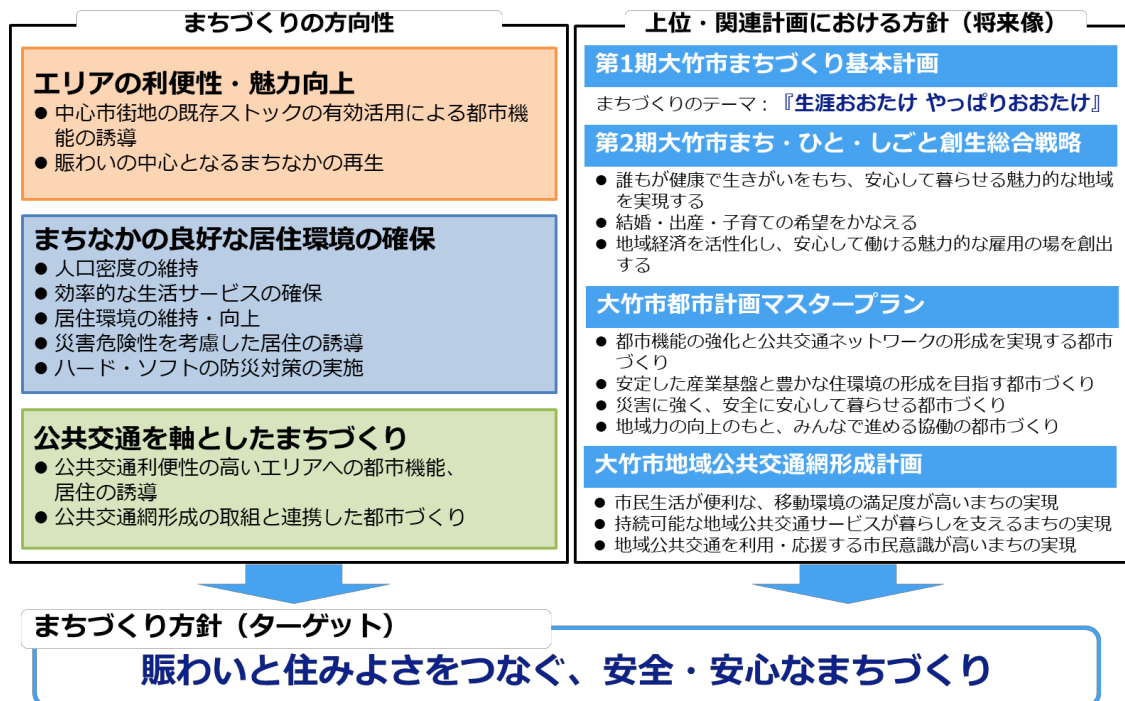 まちづくりの方向性
エリアの利便性・魅力向上
● 中心市街地の既存ストックの有効活用による都市機
能の誘導
● 賑わいの中心となるまちなかの再生
まちなかの良好な居住環境の確保
● 人口密度の維持
● 効率的な生活サービスの確保
● 居住環境の維持・向上
● 災害危険性を考慮した居住の誘導
● ハード・ソフトの防災対策の実施
公共交通を軸としたまちづくり
● 公共交通利便性の高いエリアへの都市機能、
居住の誘導
● 公共交通網形成の取組と連携した都市づくり
上位・関連計画における方針（将来像）
第1期大竹市まちづくり基本計画
まちづくりのテーマ：『生涯おおたけ やっぱりおおたけ』
第2期大竹市まち・ひと・しごと創生総合戦略
● 誰もが健康で生きがいをもち、安心して暮らせる魅力的な地域
を実現する
● 結婚・出産・子育ての希望をかなえる
● 地域経済を活性化し、安心して働ける魅力的な雇用の場を創出
する
大竹市都市計画マスタープラン
● 都市機能の強化と公共交通ネットワークの形成を実現する都市
づくり
● 安定した産業基盤と豊かな住環境の形成を目指す都市づくり
● 災害に強く、安全に安心して暮らせる都市づくり
● 地域力の向上のもと、みんなで進める協働の都市づくり
大竹市地域公共交通網形成計画
● 市民生活が便利な、移動環境の満足度が高いまちの実現
● 持続可能な地域公共交通サービスが暮らしを支えるまちの実現
● 地域公共交通を利用・応援する市民意識が高いまちの実現
まちづくり方針（ターゲット）
賑わいと住みよさをつなぐ、安全・安心なまちづくり